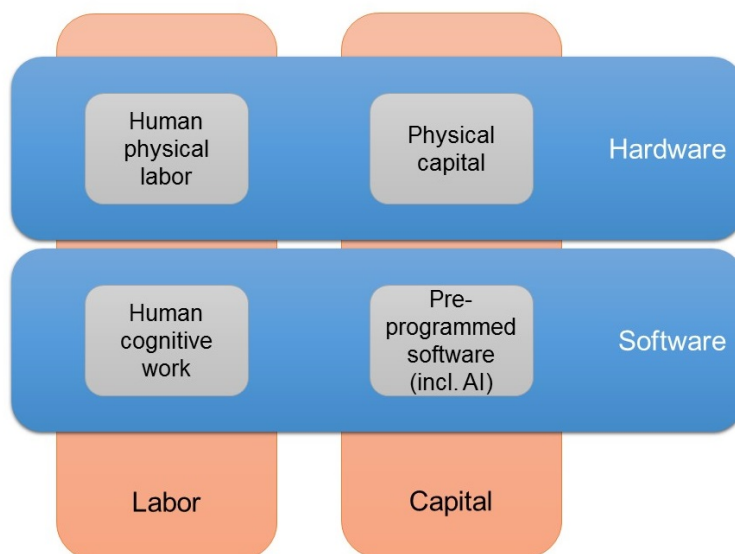 Human
physical
labor
Physical
capital
Hardware
Human
cognitive
work
Pre-
programmed
software
(incl. AI)
Software
Labor
Capital